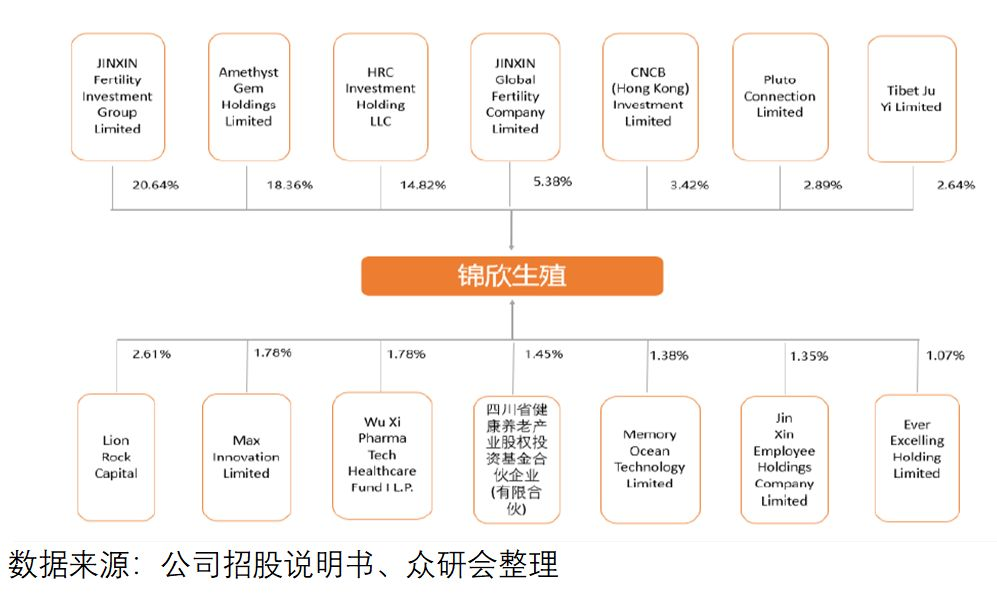 JINXIN
Fertility
Investment
Group
Limited
Amethyst
Gem
Holdings
Limited
HRC
Investment
Holding
LLC
JINXIN
Global
Fertility
Company
Limited
CNCB
(Hong Kong)
Investment
Limited
Pluto
Connection
Limited
Tibet Ju
Yi Limited
20.64%
18.36%
14.82%
5.38%
3.42%
2.89%
2.64%
锦欣生殖
2.61%
1.78%
1.78%
1.45%
1.38%
1.35%
1.07%
Lion
Rock
Capital
Max
Innovation
Limited
Wu Xi
Pharma
Tech
Healthcare
Fund I L.P.
四川省健
康养老产
业股权投
资基金合
伙企业
(有限合
伙)
Memory
Ocean
Technology
Limited
Jin
Xin
Employee
Holdings
Company
Limited
Ever
Excelling
Holding
Limited
数据来源：公司招股说明书、众研会整理